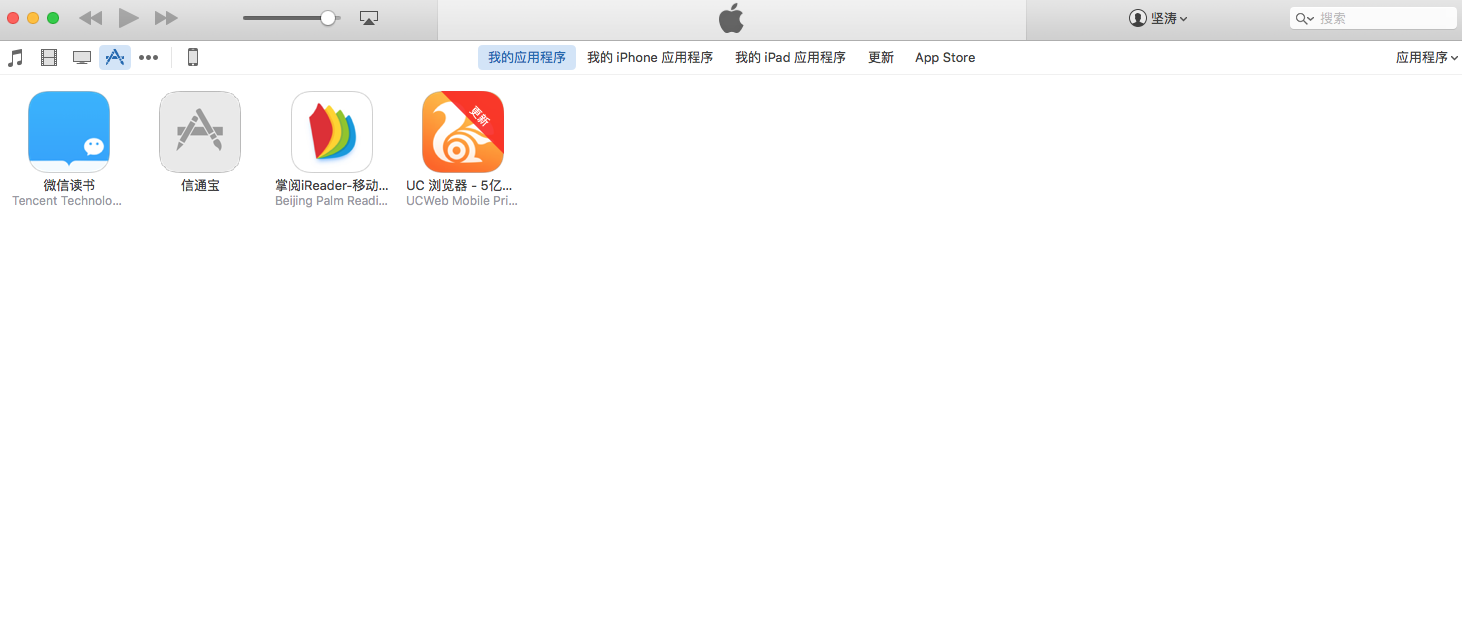 坚涛
搜索
我的应用程序
我的 iPhone 应用程序
我的 iPad 应用程序
更新
App Store
应用程序
微信读书
Tencent Technolo...
信通宝
掌阅iReader-移动...
Beijing Palm Readi...
更新
UC 浏览器 - 5亿...
UCWeb Mobile Pri...